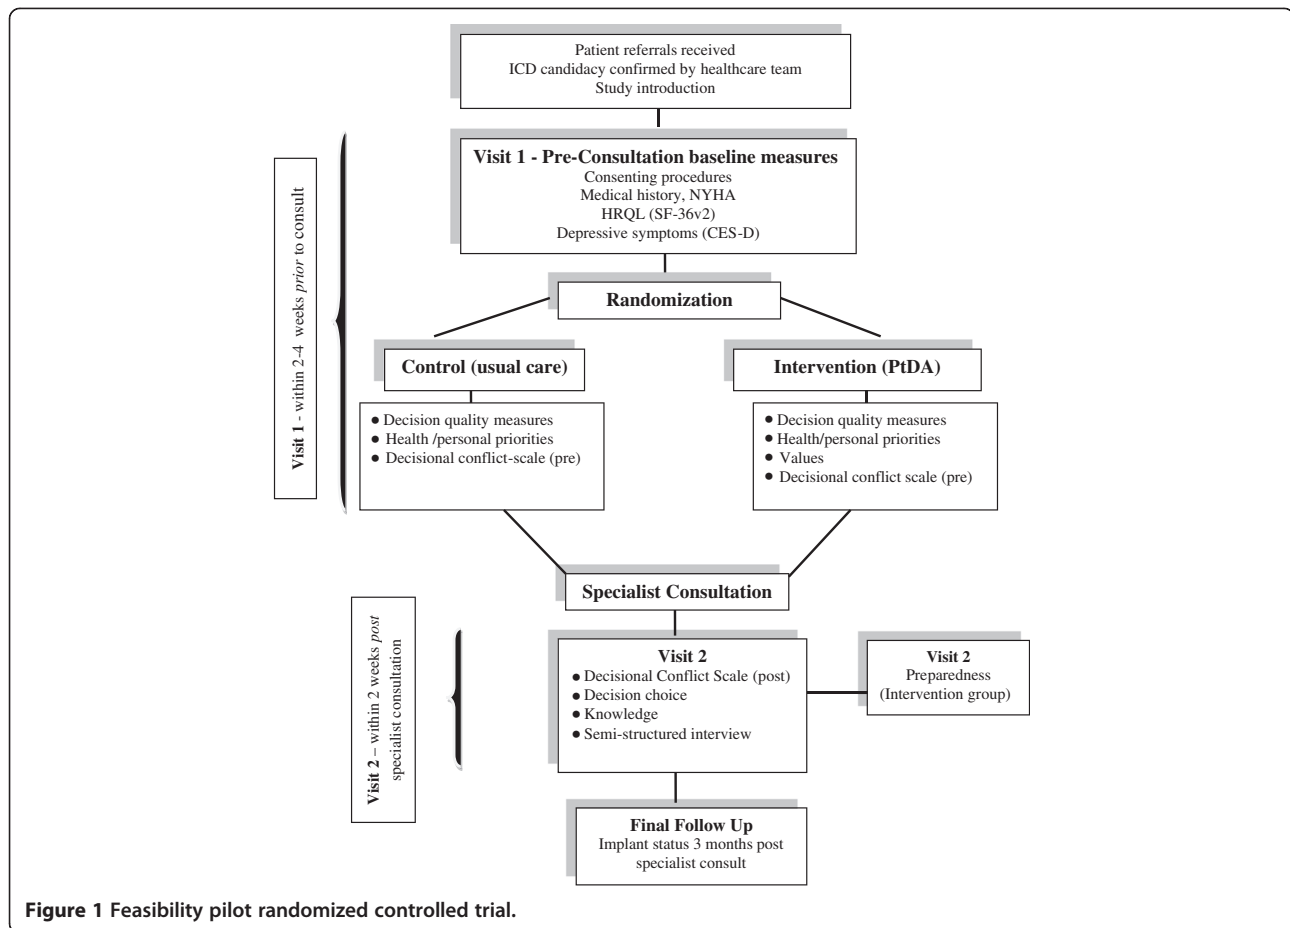 Patient referrals received
ICD candidacy confirmed by healthcare team
Study introduction
Visit 1 - Pre-Consultation baseline measures
Consenting procedures
Medical history, NYHA
HRQL (SF-36v2)
Depressive symptoms (CES-D)
Visit 1 - within 2-4 weeks prior to consult
Randomization
Control (usual care)
Intervention (PtDA)
● Decision quality measures
● Health /personal priorities
● Decisional conflict-scale (pre)
● Decision quality measures
● Health/personal priorities
● Values
● Decisional conflict scale (pre)
Specialist Consultation
Visit 2 – within 2 weeks post
specialist consultation
Visit 2
● Decisional Conflict Scale (post)
● Decision choice
● Knowledge
● Semi-structured interview
Visit 2
Preparedness
(Intervention group)
Final Follow Up
Implant status 3 months post
specialist consult
Figure 1 Feasibility pilot randomized controlled trial.